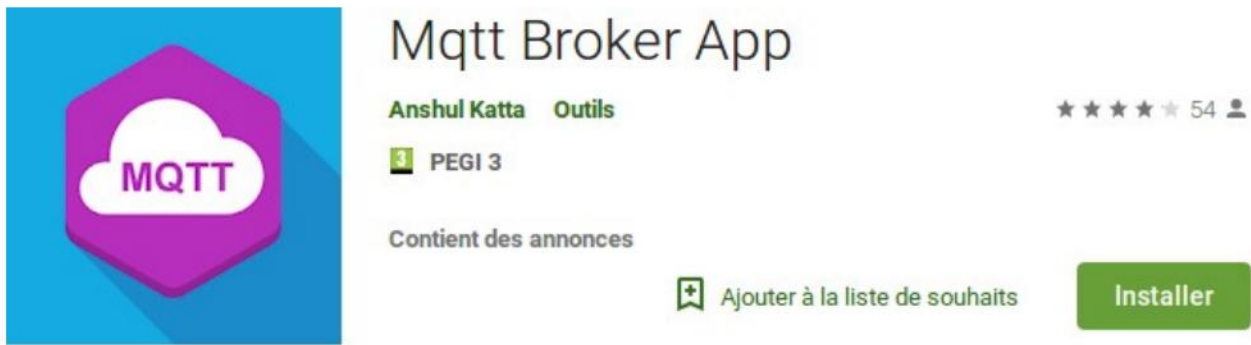 Mqtt Broker App
MQTT
Anshul Katta Outils
54
3 PEGI 3
Contient des annonces
Ajouter à la liste de souhaits
Installer